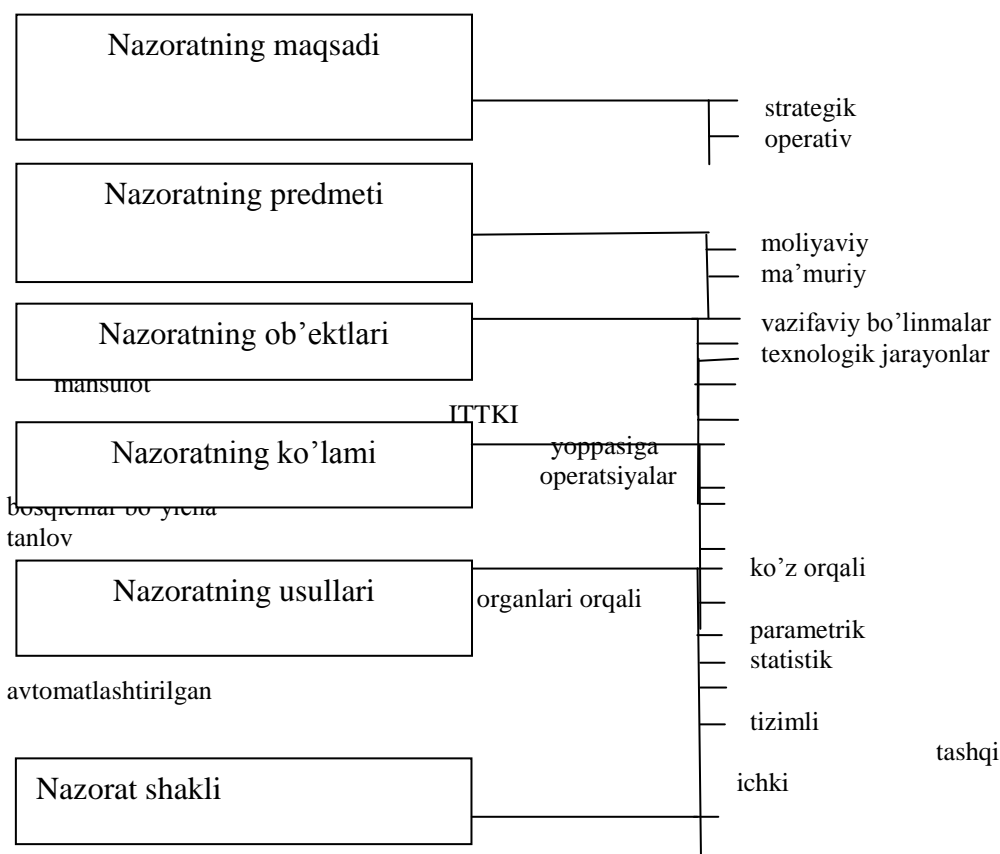 Nazoratning maqsadi
strategik
operativ
Nazoratning predmeti
moliyaviy
ma’muriy
Nazoratning ob’ektlari
vazifaviy bo’linmalar
texnologik jarayonlar
mahsulot
ITTKI
Nazoratning ko’lami
yoppasiga
operatsiyalar
bosqichlar bo’yicha
tanlov
Nazoratning usullari
ko’z orqali
organlari orqali
parametrik
statistik
avtomatlashtirilgan
tizimli
tashqi
Nazorat shakli
ichki